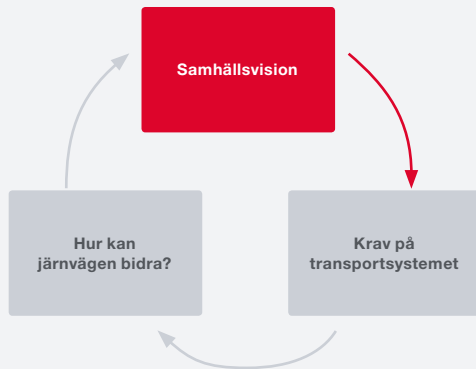 Samhällsvision
Hur kan
järnvägen bidra?
Krav på
transportsystemet